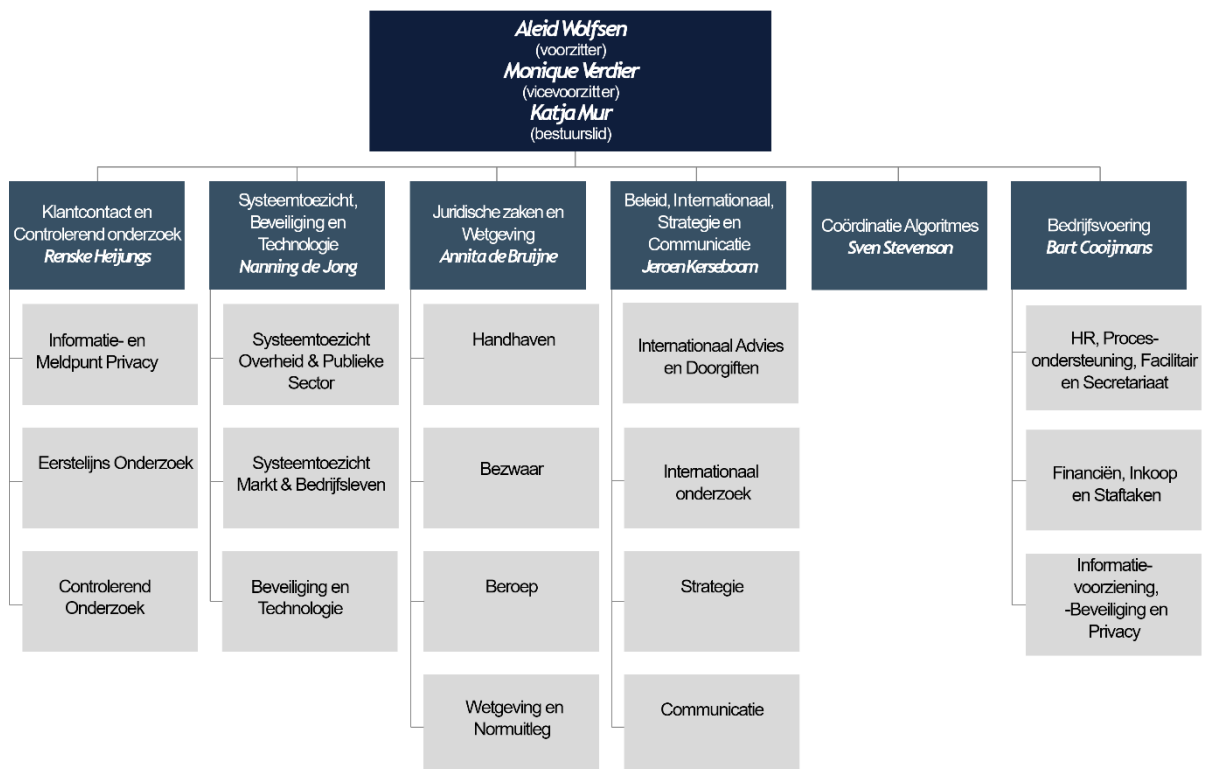 Aleid Wolfsen
(voorzitter)
Monique Verdier
(vicevoorzitter)
Katja Mur
(bestuurslid)
Klantcontact en
Controlerend onderzoek
Renske Heijungs
Systeemtoezicht,
Beveiliging en
Technologie
Nanning de Jong
Juridische zaken en
Wetgeving
Annita de Bruijne
Beleid, Internationaal,
Strategie en
Communicatie
Jeroen Kerseboom
Coördinatie Algoritmes
Sven Stevenson
Bedrijfsvoering
Bart Cooijmans
Informatie- en
Meldpunt Privacy
Eerstelijns Onderzoek
Controlerend
Onderzoek
Systeemtoezicht
Overheid & Publieke
Sector
Systeemtoezicht
Markt & Bedrijfsleven
Beveiliging en
Technologie
Handhaven
Bezwaar
Beroep
Wetgeving en
Normuitleg
Internationaal Advies
en Doorgiften
Internationaal
onderzoek
Strategie
Communicatie
HR, Proces-
ondersteuning, Facilitair
en Secretariaat
Financiën, Inkoop
en Staftaken
Informatie-
voorziening,
-Beveiliging en
Privacy